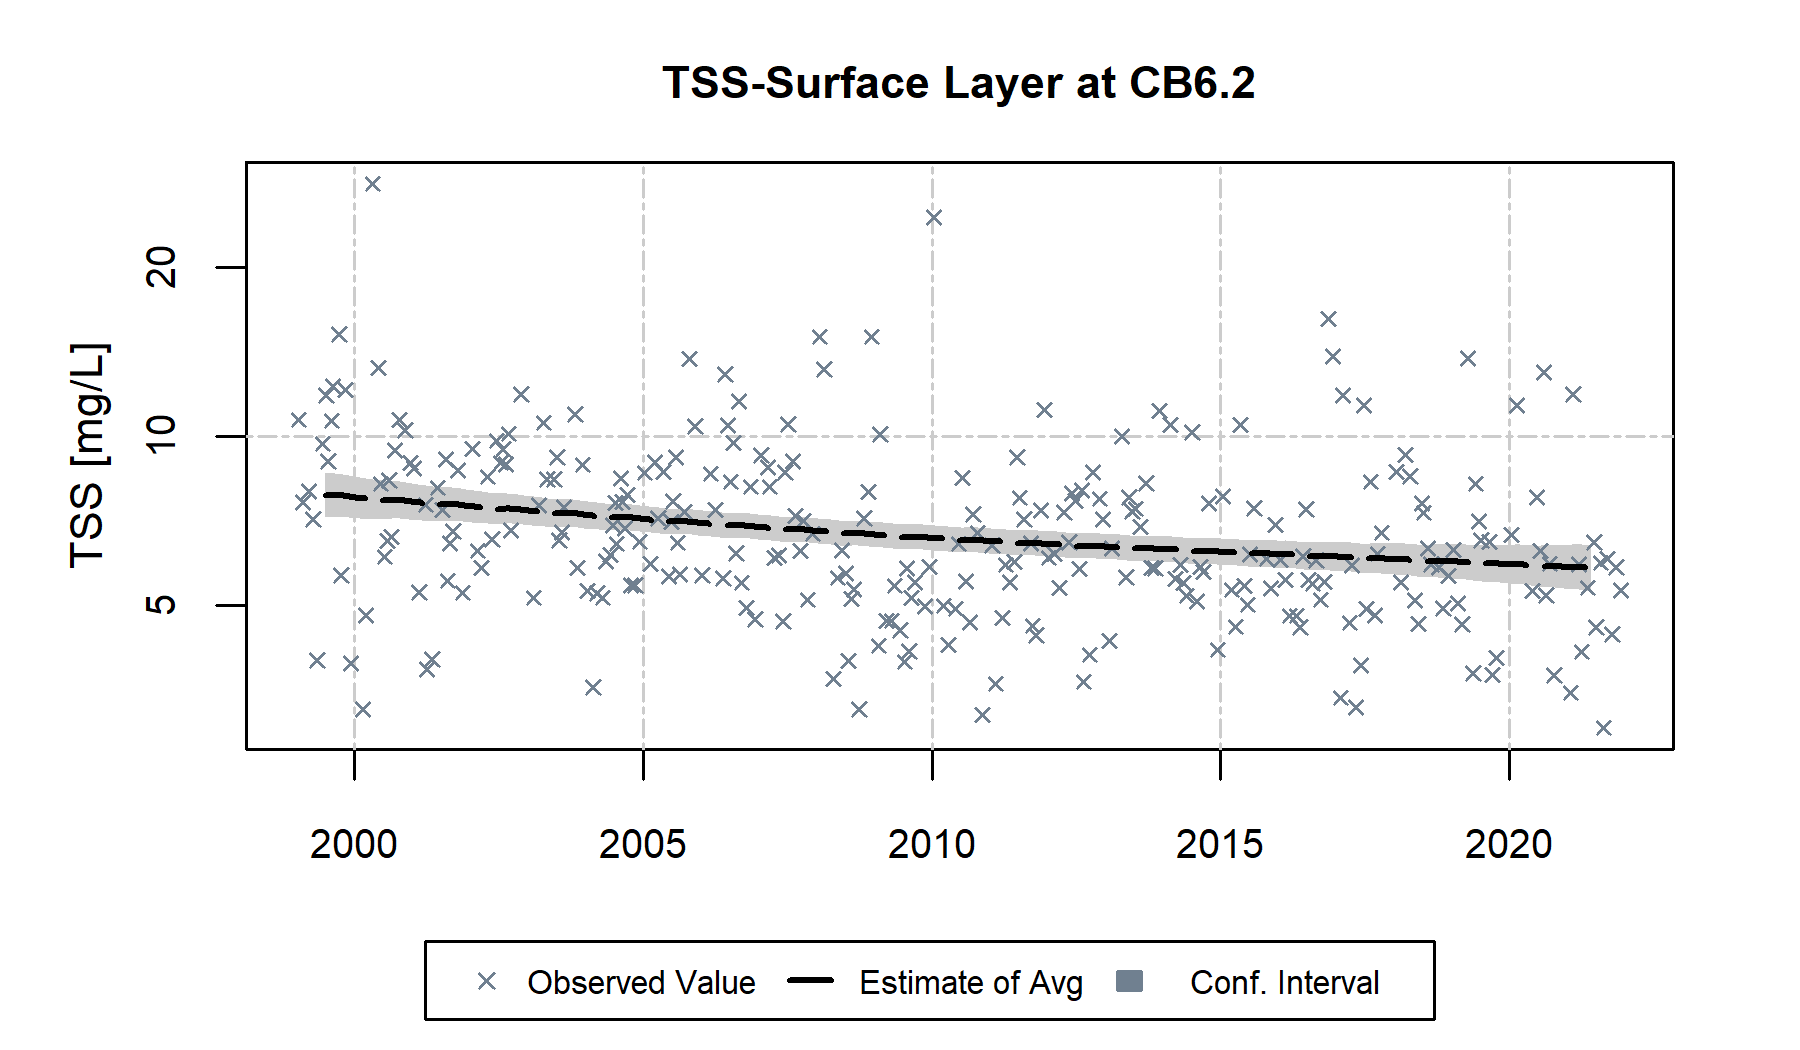 TSS-Surface Layer at CB6.2
TSS [mg/L]
20
10
5
2000 2005 2010 2015 2020
Observed Value Estimate of Avg Conf. Interval